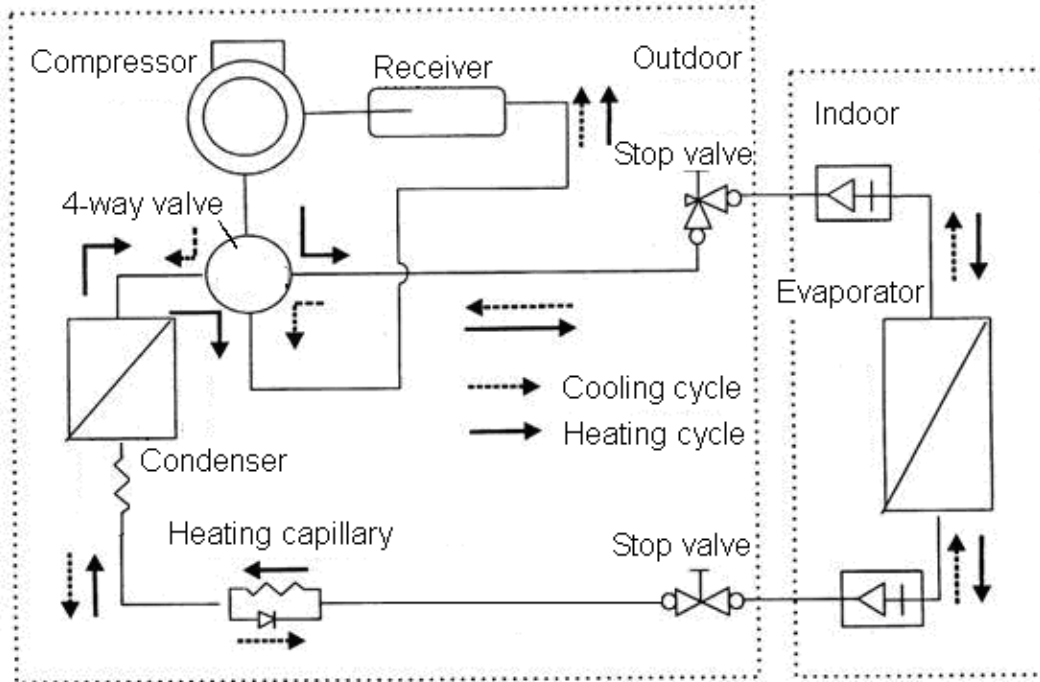 Compressor
Receiver
Outdoor
Indoor
Stop valve
4-way valve
Evaporator
Cooling cycle
Heating cycle
Condenser
Heating capillary
Stop valve